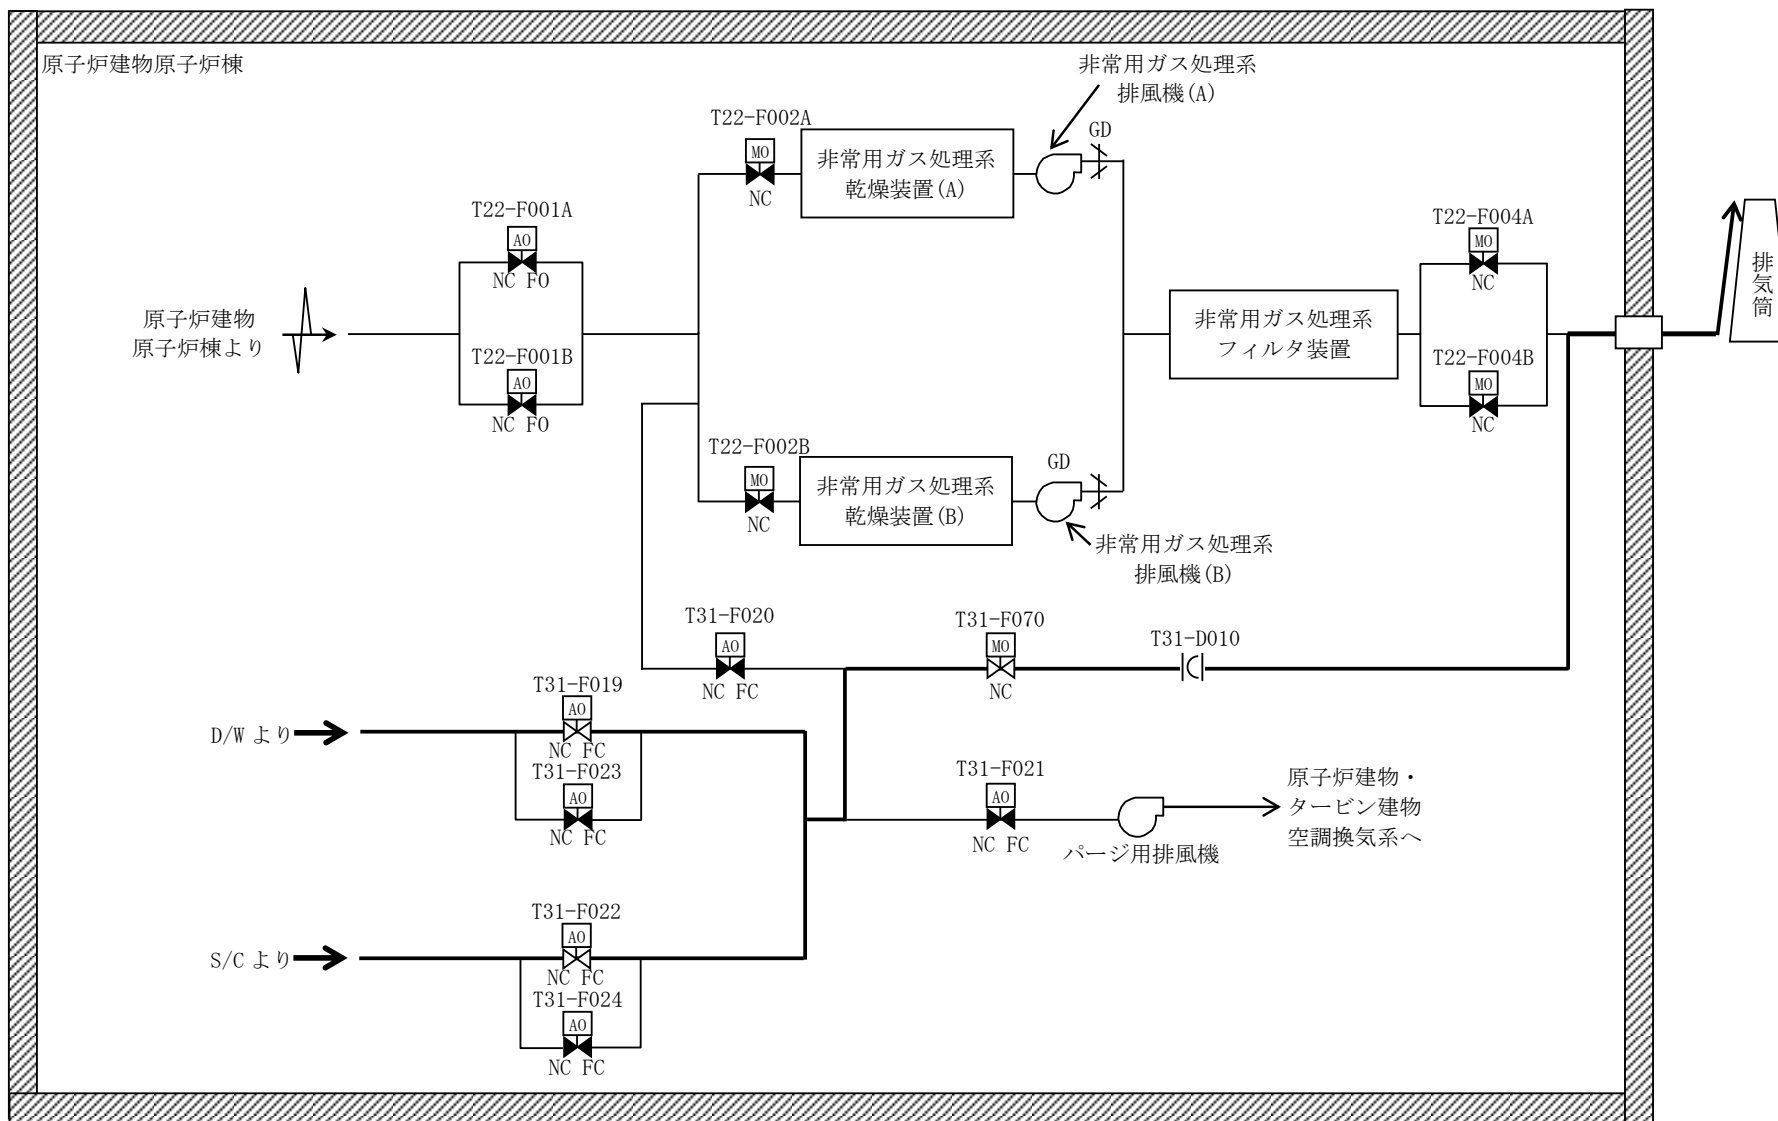 原子炉建物原子炉棟
非常用ガス処理系
排風機(A)
T22-F002A
MO
NC
非常用ガス処理系
乾燥装置(A)
GD
T22-F001A
AO
NC FO
T22-F004A
MO
NC
排気筒
原子炉建物
原子炉棟より
T22-F001B
AO
NC FO
非常用ガス処理系
フィルタ装置
T22-F004B
MO
NC
T22-F002B
MO
NC
非常用ガス処理系
乾燥装置(B)
GD
非常用ガス処理系
排風機(B)
T31-F020
AO
NC FC
T31-F070
MO
NC
T31-D010
D/W より
T31-F019
AO
NC FC
T31-F023
AO
NC FC
T31-F021
AO
NC FC
パージ用排風機
原子炉建物・
タービン建物
空調換気系へ
S/C より
T31-F022
AO
NC FC
T31-F024
AO
NC FC